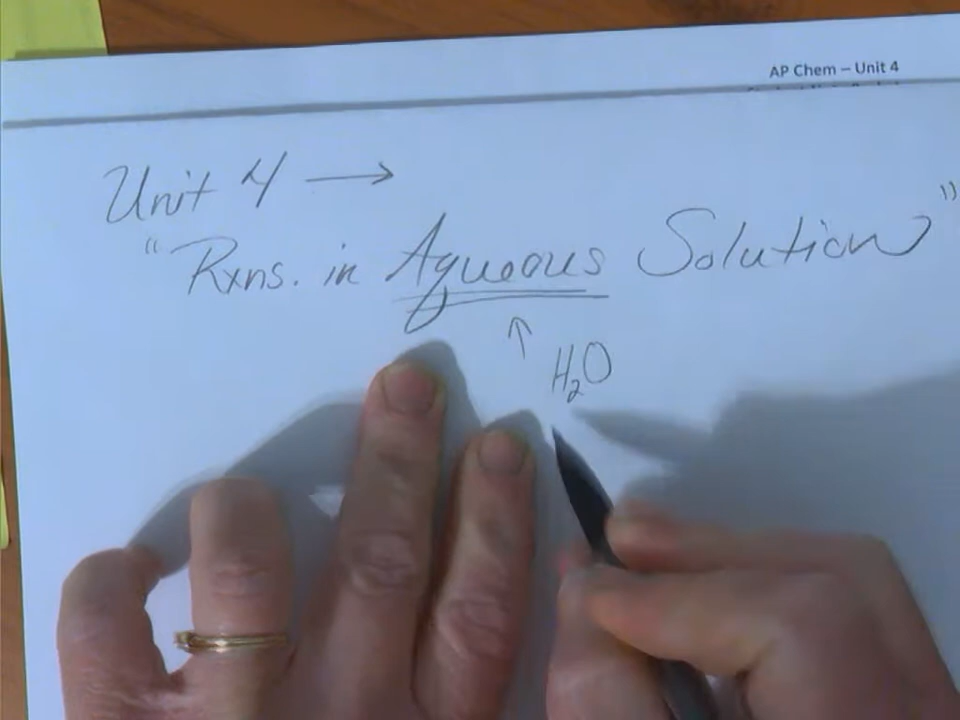 AP Chem – Unit 4
Unit 4 →
"Rxns. in Aqueous Solution"
↑
H₂O